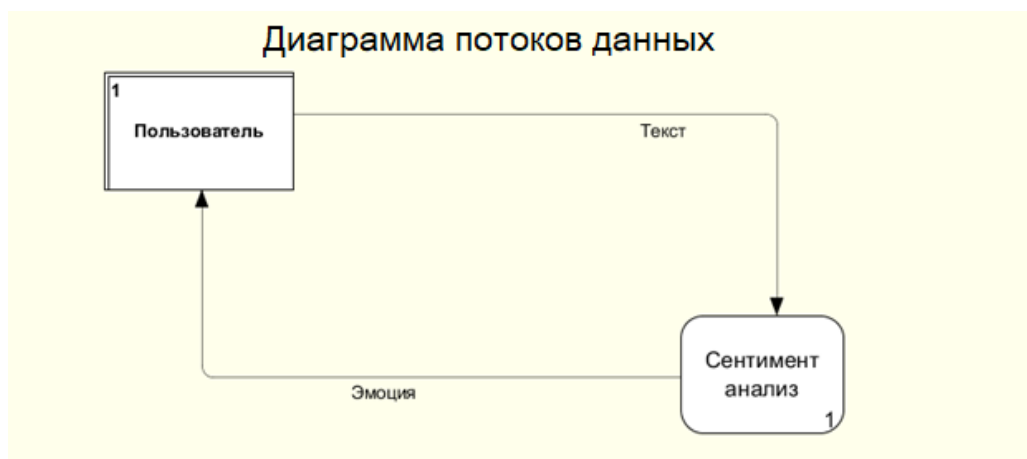 Диаграмма потоков данных
1
Пользователь
Текст
Сентимент
анализ
1
Эмоция